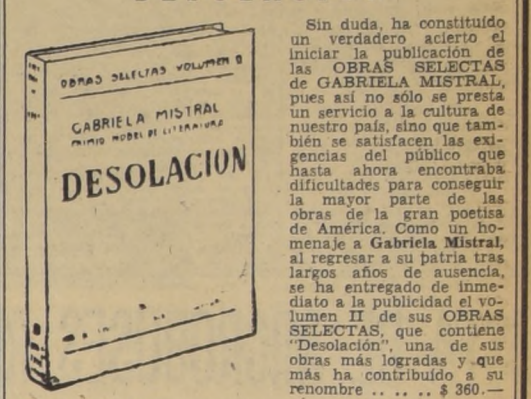 OBRAS SELECTAS VOLUMEN II
GABRIELA MISTRAL
PREMIO NOBEL DE LITERATURA
DESOLACION
Sin duda, ha constituído
un verdadero acierto el
iniciar la publicación de
las OBRAS SELECTAS
de GABRIELA MISTRAL,
pues así no sólo se presta
un servicio a la cultura de
nuestro país, sino que tam-
bién se satisfacen las exi-
gencias del público que
hasta ahora encontraba
dificultades para conseguir
la mayor parte de las
obras de la gran poetisa
de América. Como un ho-
menaje a Gabriela Mistral,
al regresar a su patria tras
largos años de ausencia,
se ha entregado de inme-
diato a la publicidad el vo-
lumen II de sus OBRAS
SELECTAS, que contiene
"Desolación", una de sus
obras más logradas y que
más ha contribuído a su
renombre .. .. .. $ 360.—